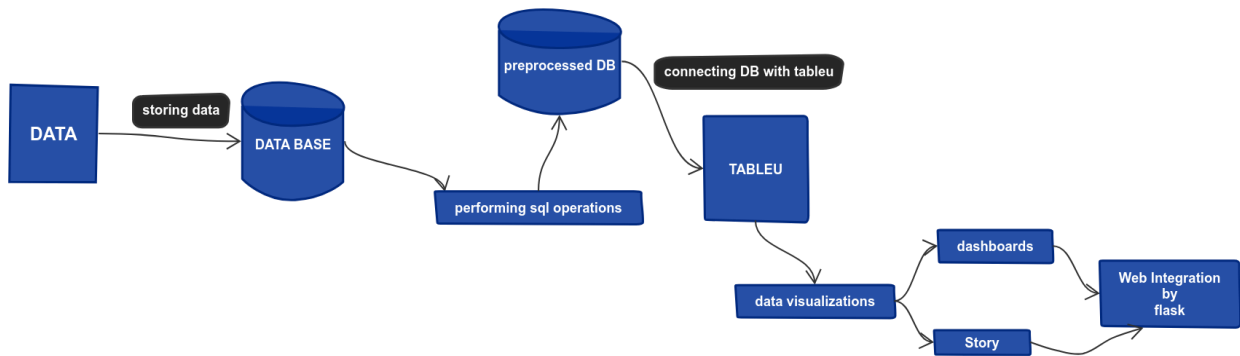 DATA
storing data
DATA BASE
performing sql operations
preprocessed DB
connecting DB with tableu
TABLEU
data visualizations
dashboards
Story
Web Integration
by
flask